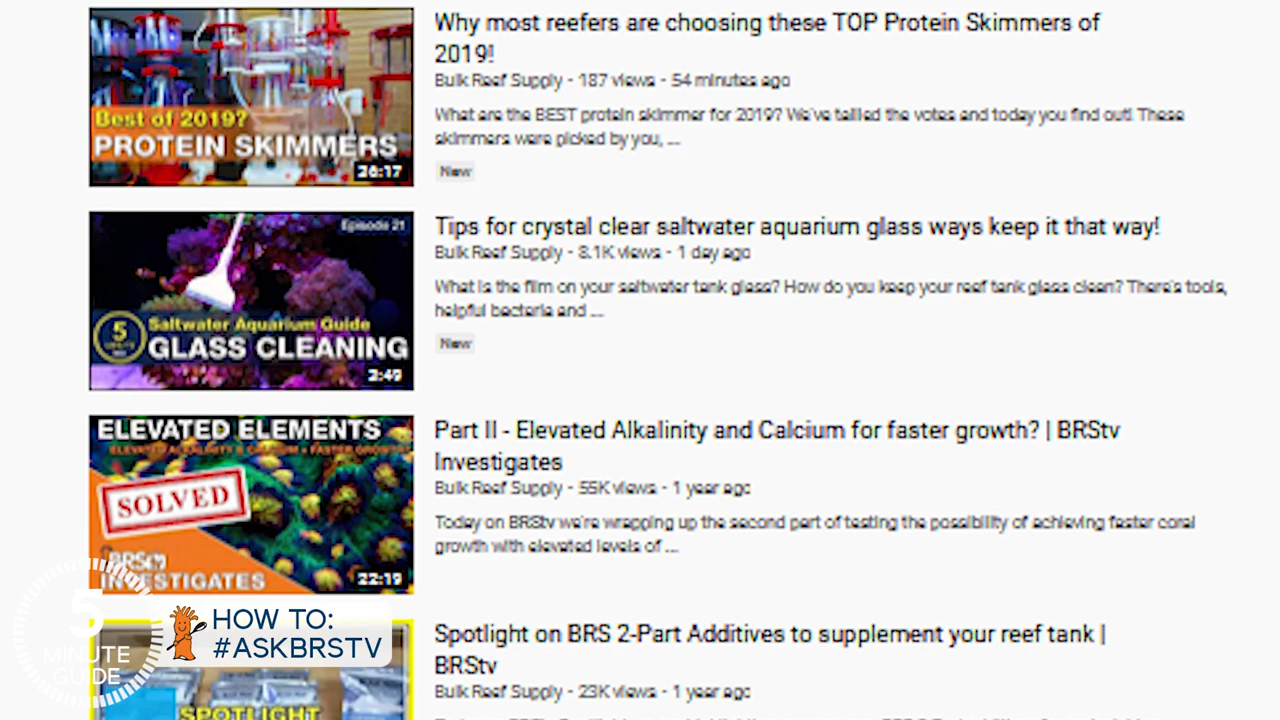 Why most reefers are choosing these TOP Protein Skimmers of
2019!
Bulk Reef Supply - 187 views - 54 minutes ago
What are the BEST protein skimmer for 2019? We've tallied the votes and today you find out! These
skimmers were picked by you, ...
New
Best of 2019?
PROTEIN SKIMMERS
26:17
Tips for crystal clear saltwater aquarium glass ways keep it that way!
Bulk Reef Supply - 8.1K views - 1 day ago
What is the film on your saltwater tank glass? How do you keep your reef tank glass clean? There's tools,
helpful bacteria and ...
New
Episode 21
5
Saltwater Aquarium Guide
GLASS CLEANING
2:49
Part II - Elevated Alkalinity and Calcium for faster growth? | BRStv
Investigates
Bulk Reef Supply - 55K views - 1 year ago
Today on BRStv we're wrapping up the second part of testing the possibility of achieving faster coral
growth with elevated levels of ...
ELEVATED ELEMENTS
ELEVATED ALKALINITY & CALCIUM = FASTER GROWTH?
SOLVED
BRStv
INVESTIGATES
22:19
Spotlight on BRS 2-Part Additives to supplement your reef tank |
BRStv
Bulk Reef Supply - 23K views - 1 year ago
SPOTLIGHT
5
MINUTE
GUIDE
HOW TO:
#ASKBRSTV